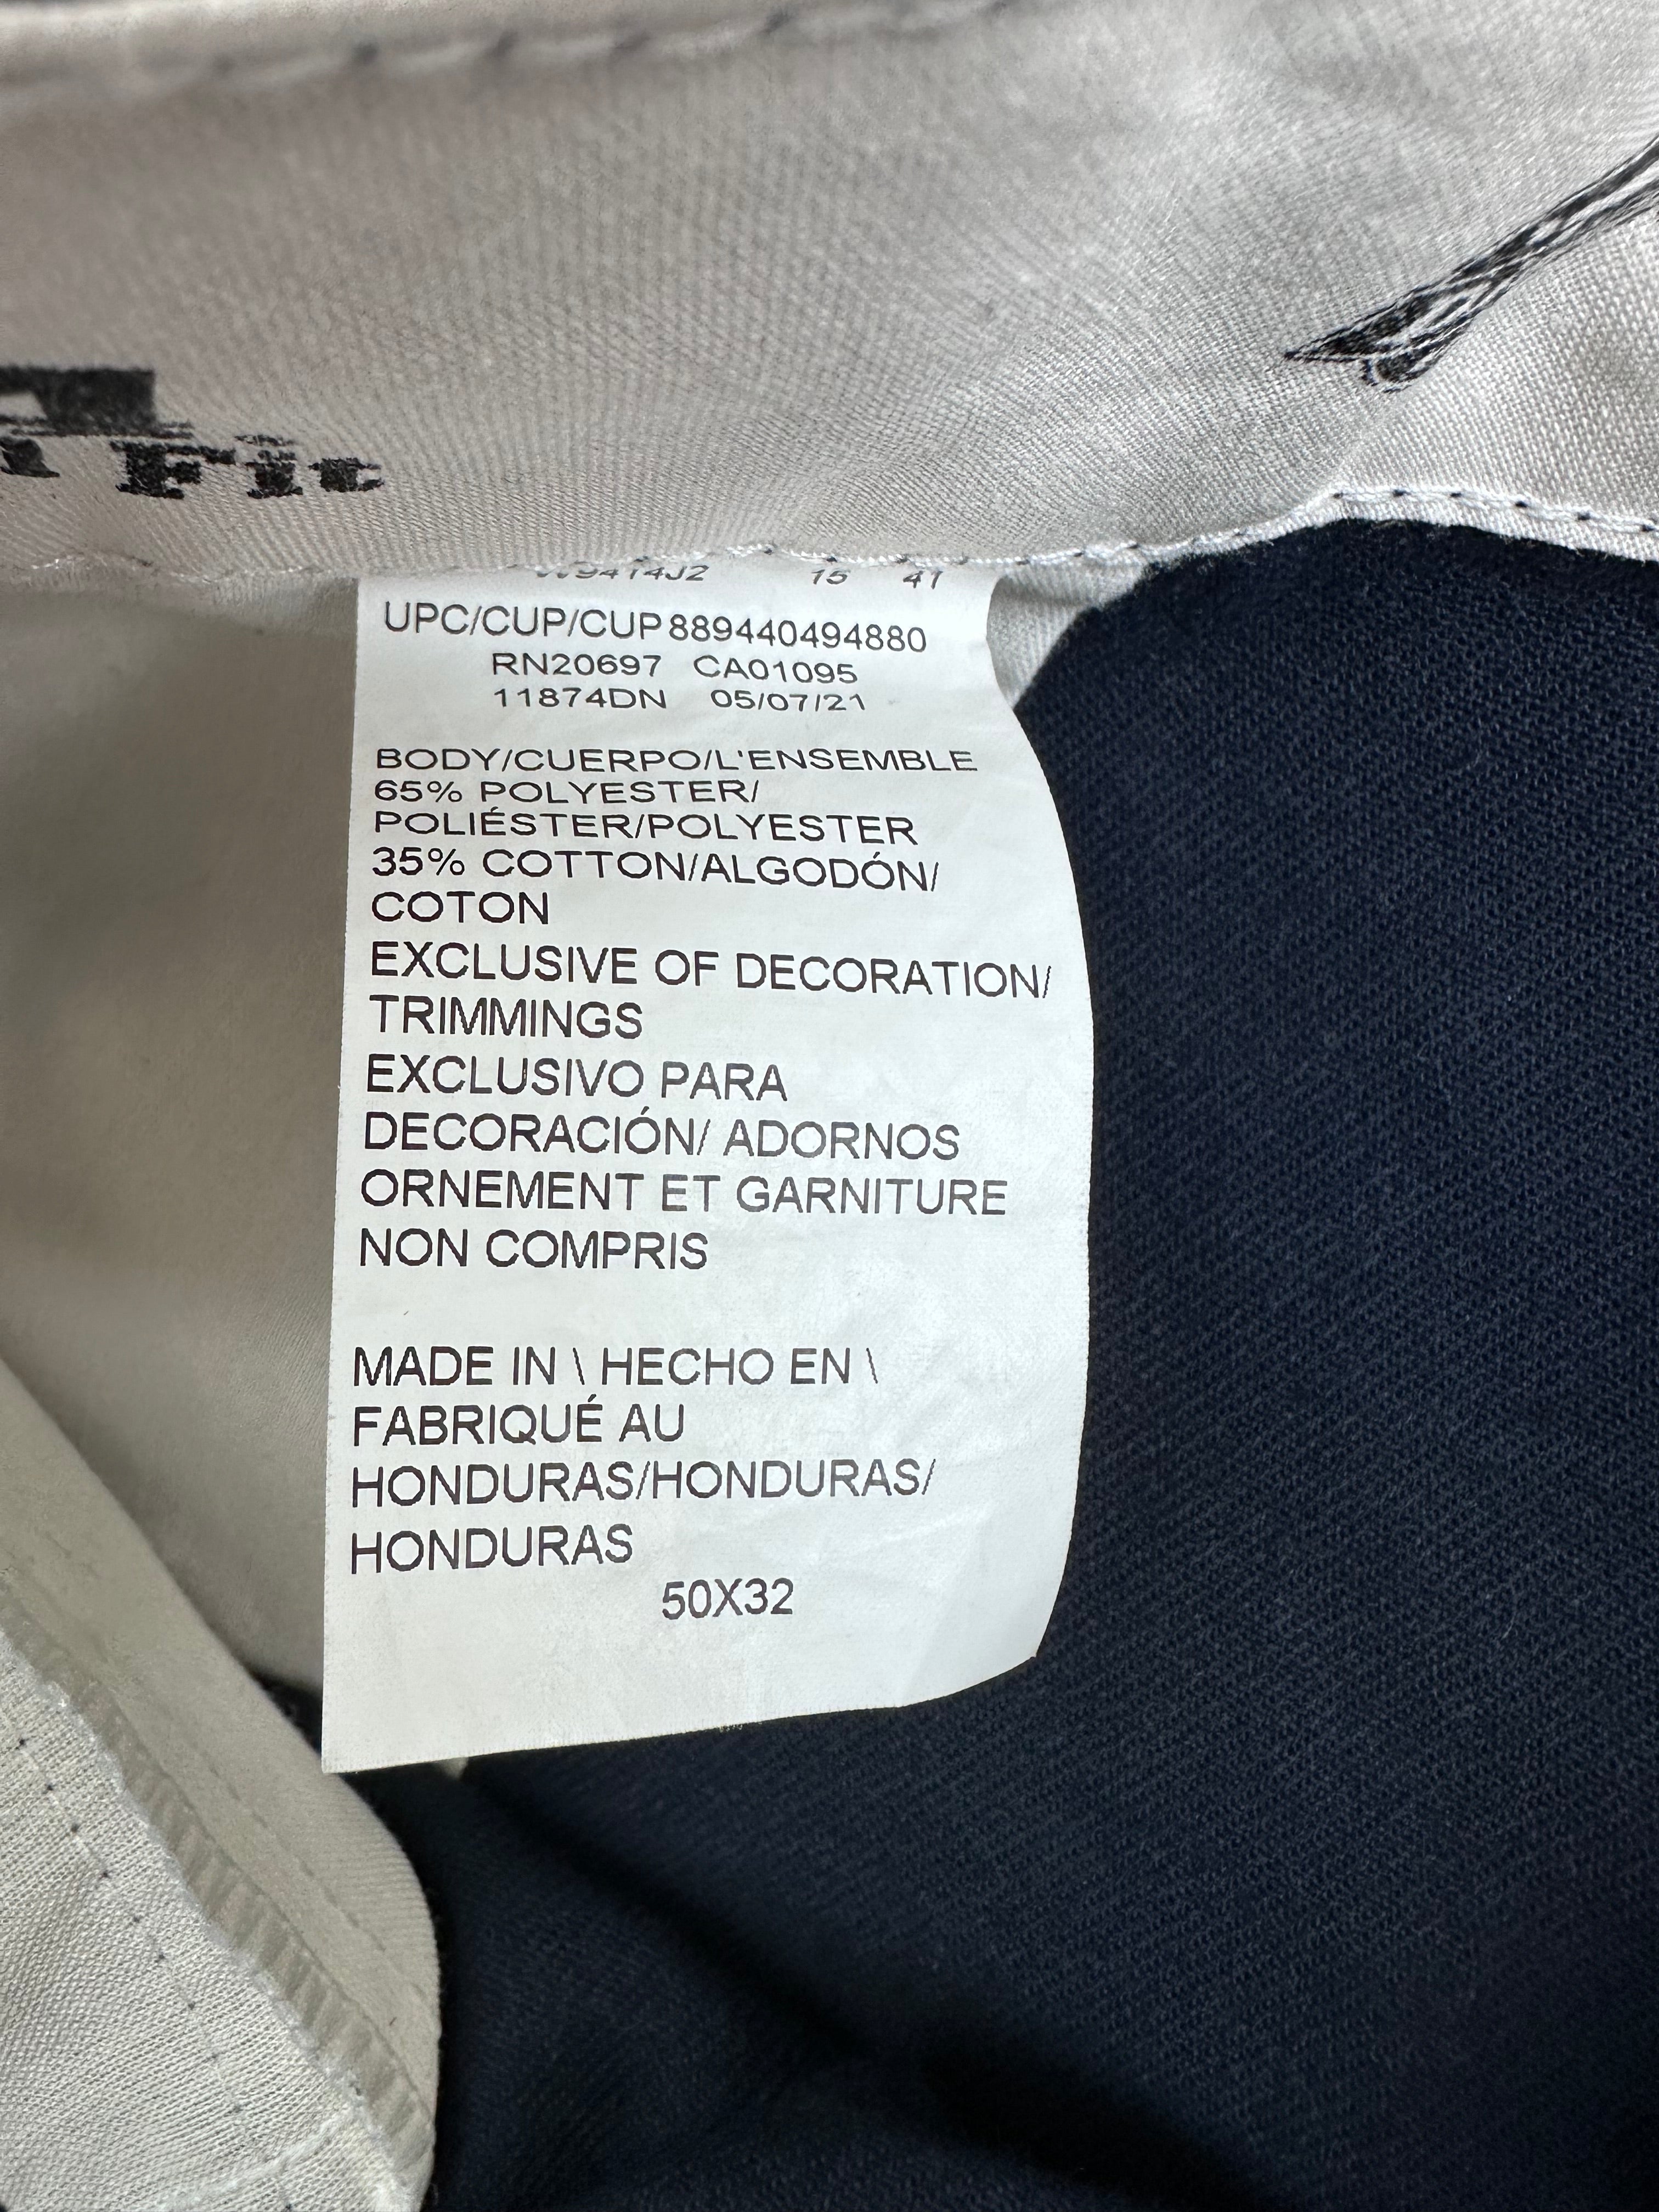 Fit
15 41
UPC/CUP/CUP 889440494880
RN20697 CA01095
11874DN 05/07/21
BODY/CUERPO/L'ENSEMBLE
65% POLYESTER/
POLIÉSTER/POLYESTER
35% COTTON/ALGODÓN/
COTON
EXCLUSIVE OF DECORATION/
TRIMMINGS
EXCLUSIVO PARA
DECORACIÓN/ ADORNOS
ORNEMENT ET GARNITURE
NON COMPRIS
MADE IN \ HECHO EN \
FABRIQUÉ AU
HONDURAS/HONDURAS/
HONDURAS
50X32